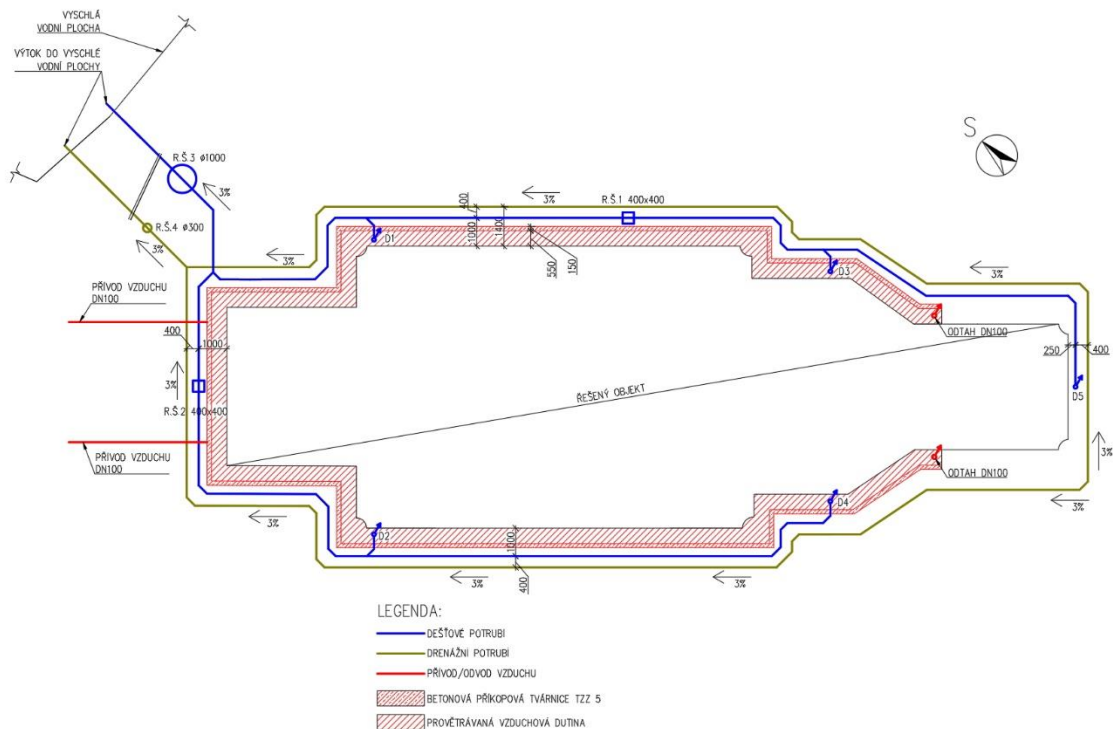 VYSCHLÁ
VODNÍ PLOCHA
VÝTOK DO VYSCHLÉ
VODNÍ PLOCHY
R.Š.3 ø1000
3%
R.Š.4 ø300
3%
S
3%
R.Š.1 400x400
400
1000
1400
550
150
D1
3%
D3
3%
PŘÍVOD VZDUCHU
DN100
400
1000
3%
R.Š.2 400x400
PŘÍVOD VZDUCHU
DN100
ODTAH DN100
250
400
D5
ŘEŠENÝ OBJEKT
ODTAH DN100
3%
3%
D4
D2
1000
400
3%
3%
3%
LEGENDA:
DEŠŤOVÉ POTRUBÍ
DRENÁŽNÍ POTRUBÍ
PŘÍVOD/ODVOD VZDUCHU
BETONOVÁ PŘÍKOPOVÁ TVÁRNICE TZZ 5
PROVĚTRÁVANÁ VZDUCHOVÁ DUTINA